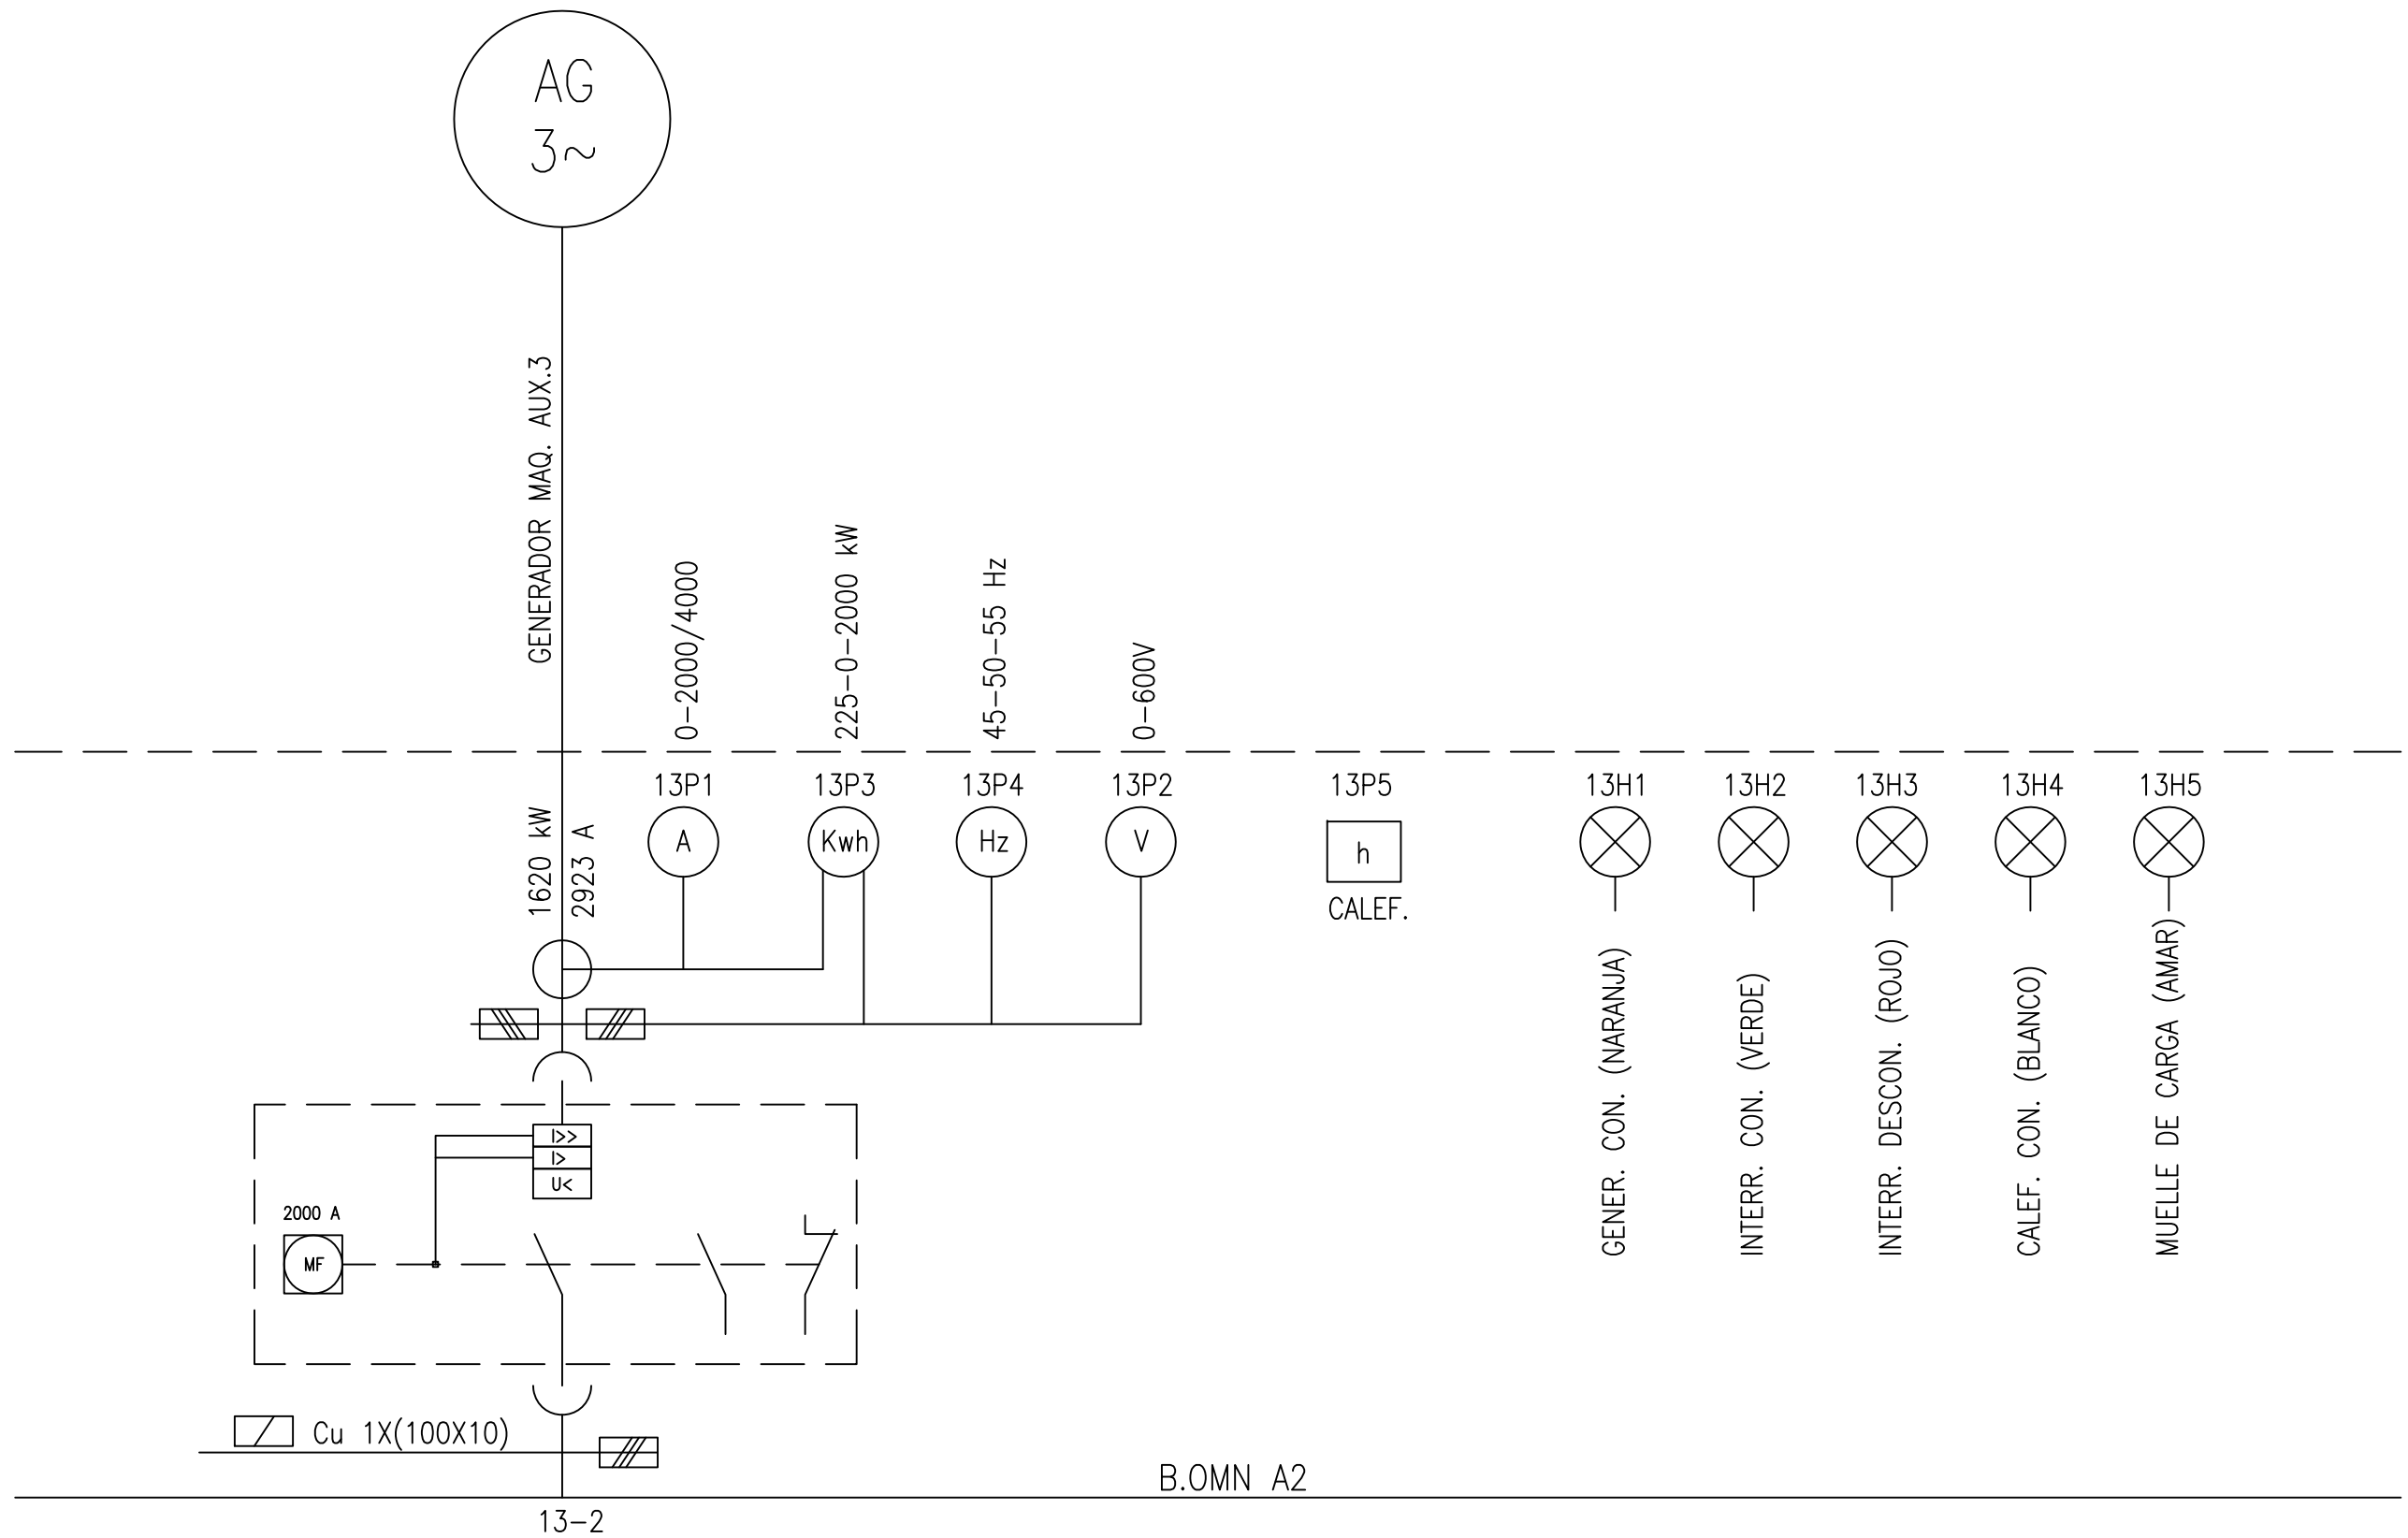 AG
3~
GENERADOR MAQ. AUX.3
0-2000/4000
225-0-2000 kW
45-50-55 Hz
0-600V
1620 kW
2923 A
13P1
13P3
13P4
13P2
13P5
13H1
13H2
13H3
13H4
13H5
A
Kwh
Hz
V
h
CALEF.
GENER. CON. (NARANJA)
INTERR. CON. (VERDE)
INTERR. DESCON. (ROJO)
CALEF. CON. (BLANCO)
MUELLE DE CARGA (AMAR)
I>>
I>
U<
2000 A
MF
Cu 1X(100X10)
B.OMN A2
13-2